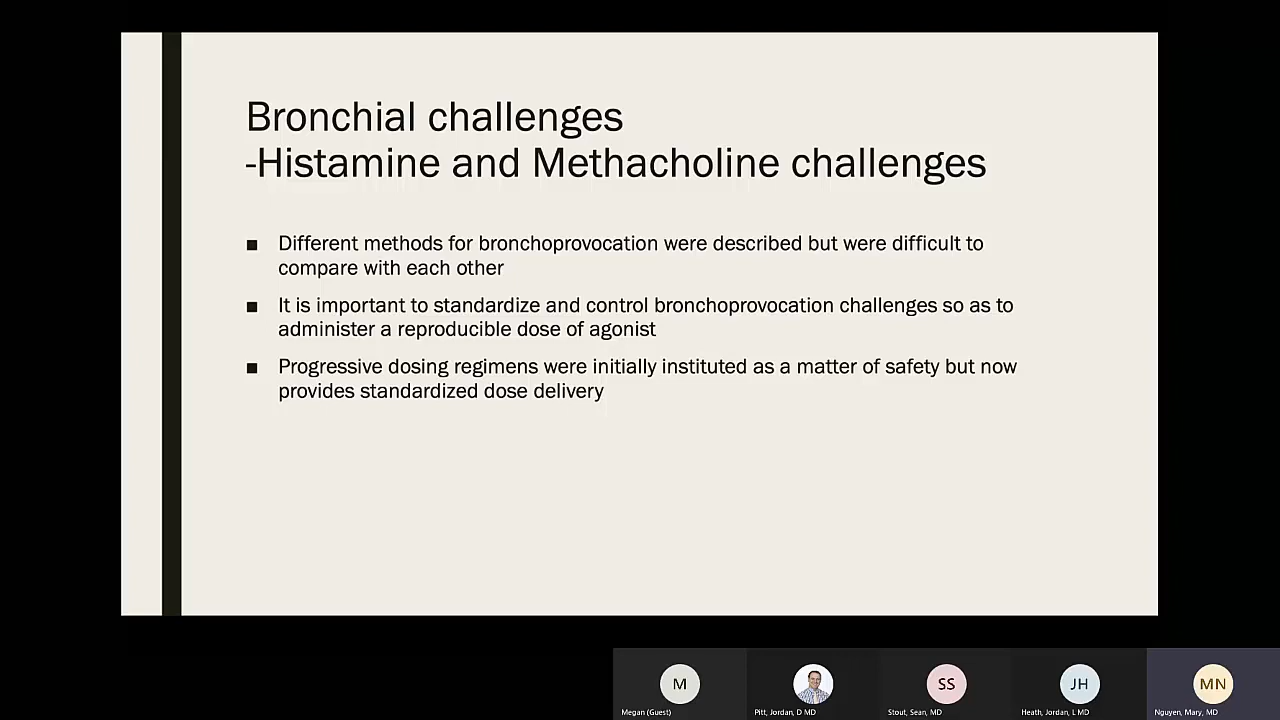 Bronchial challenges
-Histamine and Methacholine challenges
■ Different methods for bronchoprovocation were described but were difficult to
compare with each other
■ It is important to standardize and control bronchoprovocation challenges so as to
administer a reproducible dose of agonist
■ Progressive dosing regimens were initially instituted as a matter of safety but now
provides standardized dose delivery
M
SS
JH
MN
Megan (Guest)
Pitt, Jordan, D MD
Stout, Sean, MD
Heath, Jordan, L MD
Nguyen, Mary, MD